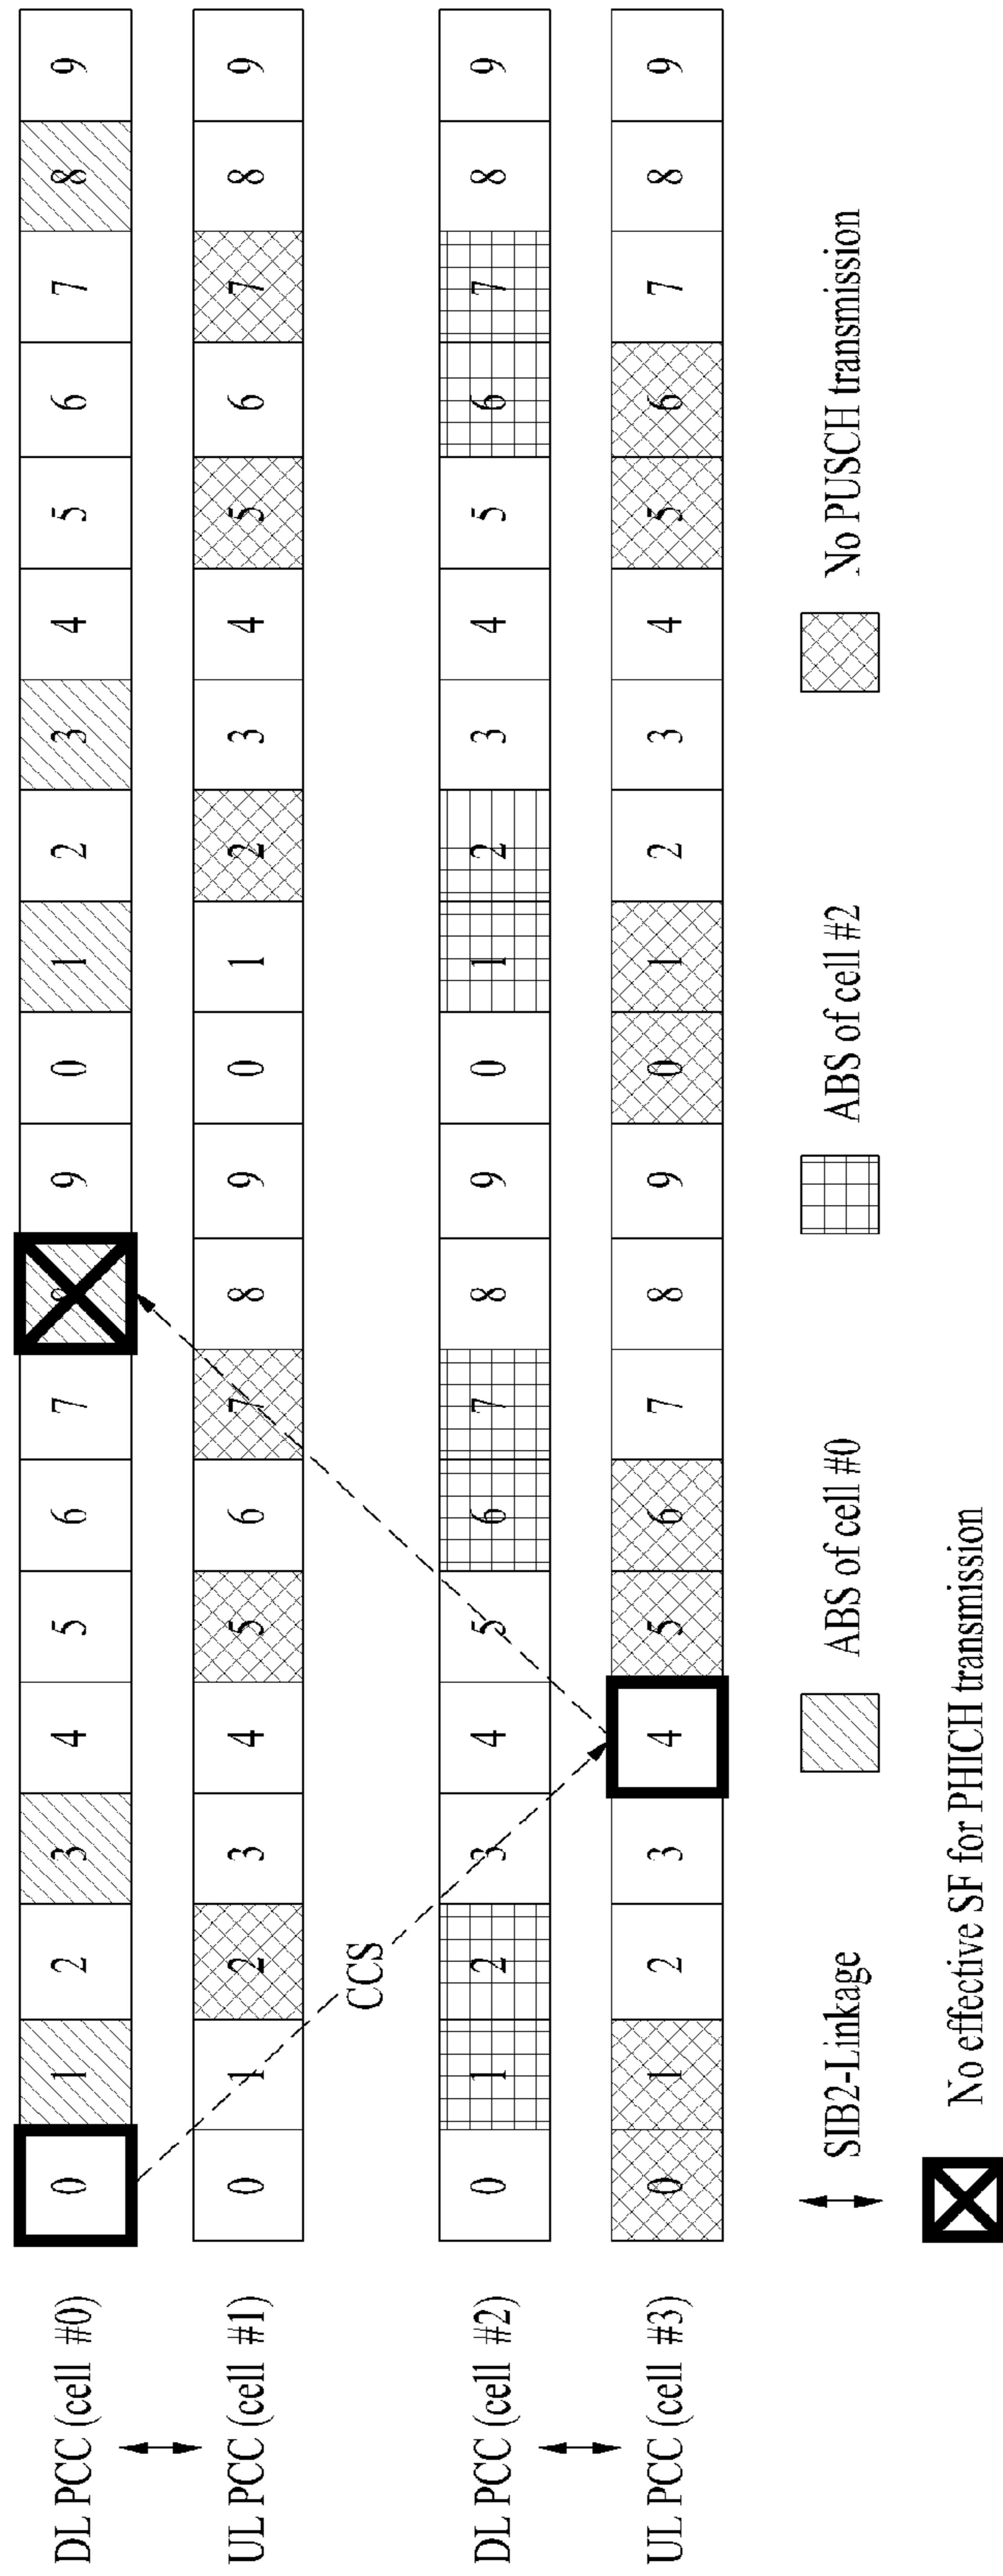 DL PCC (cell #0) 0 1 2 3 4 5 6 7 8 9 0 1 2 3 4 5 6 7 8 9
UL PCC (cell #1) 0 1 2 3 4 5 6 7 8 9 0 1 2 3 4 5 6 7 8 9
CCS
DL PCC (cell #2) 0 1 2 3 4 5 6 7 8 9 0 1 2 3 4 5 6 7 8 9
UL PCC (cell #3) 0 1 2 3 4 5 6 7 8 9 0 1 2 3 4 5 6 7 8 9
SIB2-Linkage ABS of cell #0 ABS of cell #2 No PUSCH transmission
No effective SF for PHICH transmission